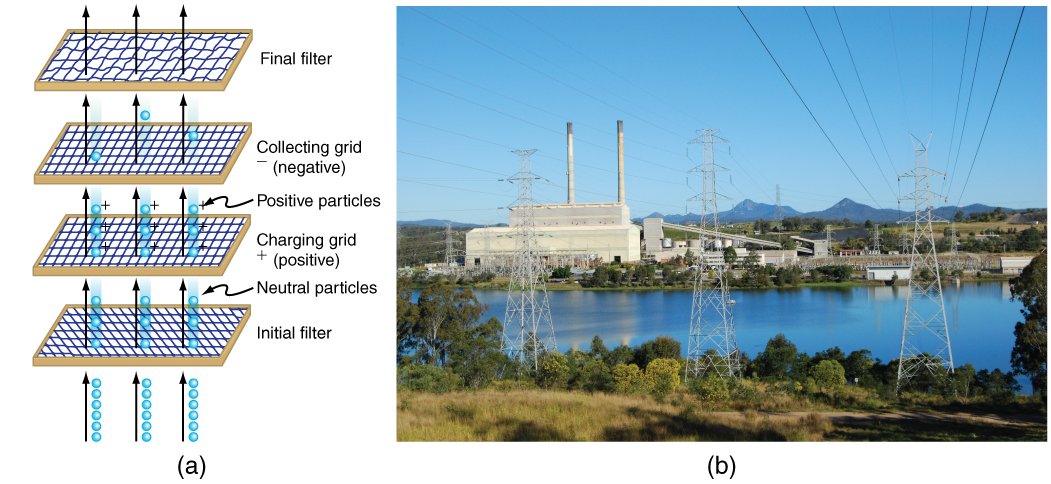 Final filter
Collecting grid
− (negative)
Positive particles
+
+
+
+
+
+
+
+
+
Charging grid
+ (positive)
Neutral particles
Initial filter
(a)
(b)